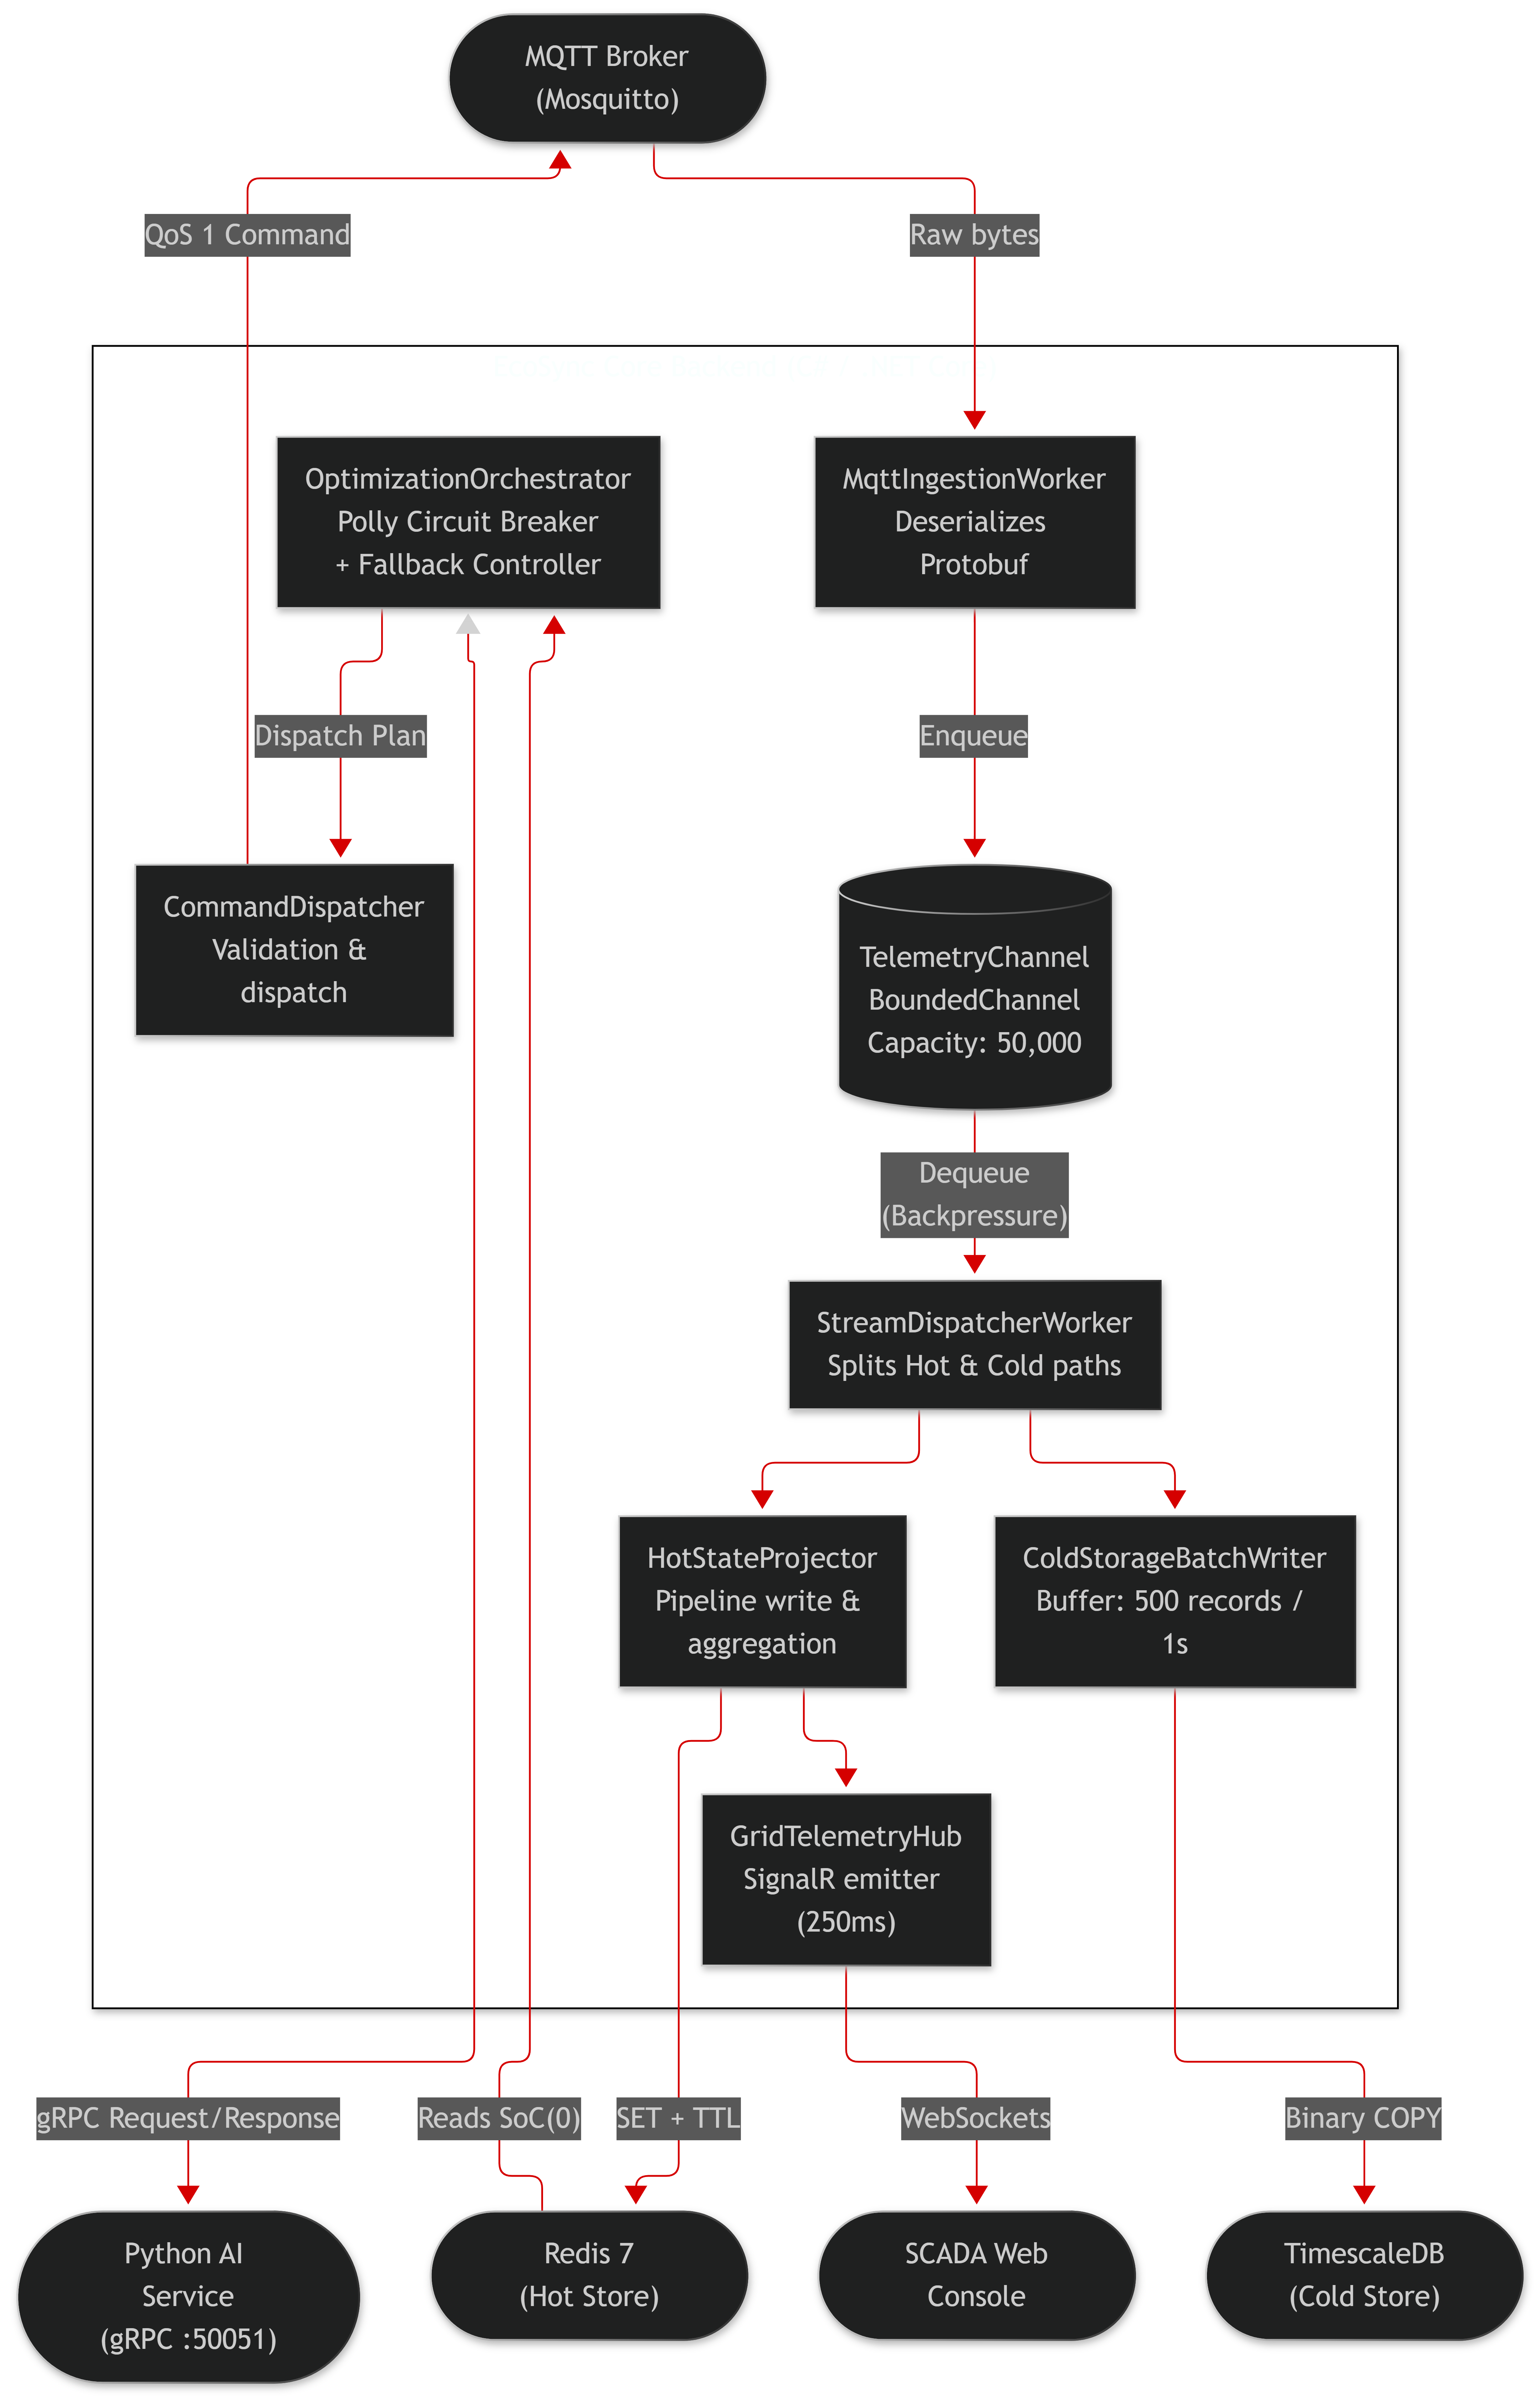 MQTT Broker
(Mosquitto)
QoS 1 Command
Raw bytes
OptimizationOrchestrator
Polly Circuit Breaker
+ Fallback Controller
MqttIngestionWorker
Deserializes
Protobuf
Dispatch Plan
Enqueue
CommandDispatcher
Validation &
dispatch
TelemetryChannel
BoundedChannel
Capacity: 50,000
Dequeue
(Backpressure)
StreamDispatcherWorker
Splits Hot & Cold paths
HotStateProjector
Pipeline write &
aggregation
ColdStorageBatchWriter
Buffer: 500 records /
1s
GridTelemetryHub
SignalR emitter
(250ms)
gRPC Request/Response
Reads SoC(0)
SET + TTL
WebSockets
Binary COPY
Python AI
Service
(gRPC :50051)
Redis 7
(Hot Store)
SCADA Web
Console
TimescaleDB
(Cold Store)